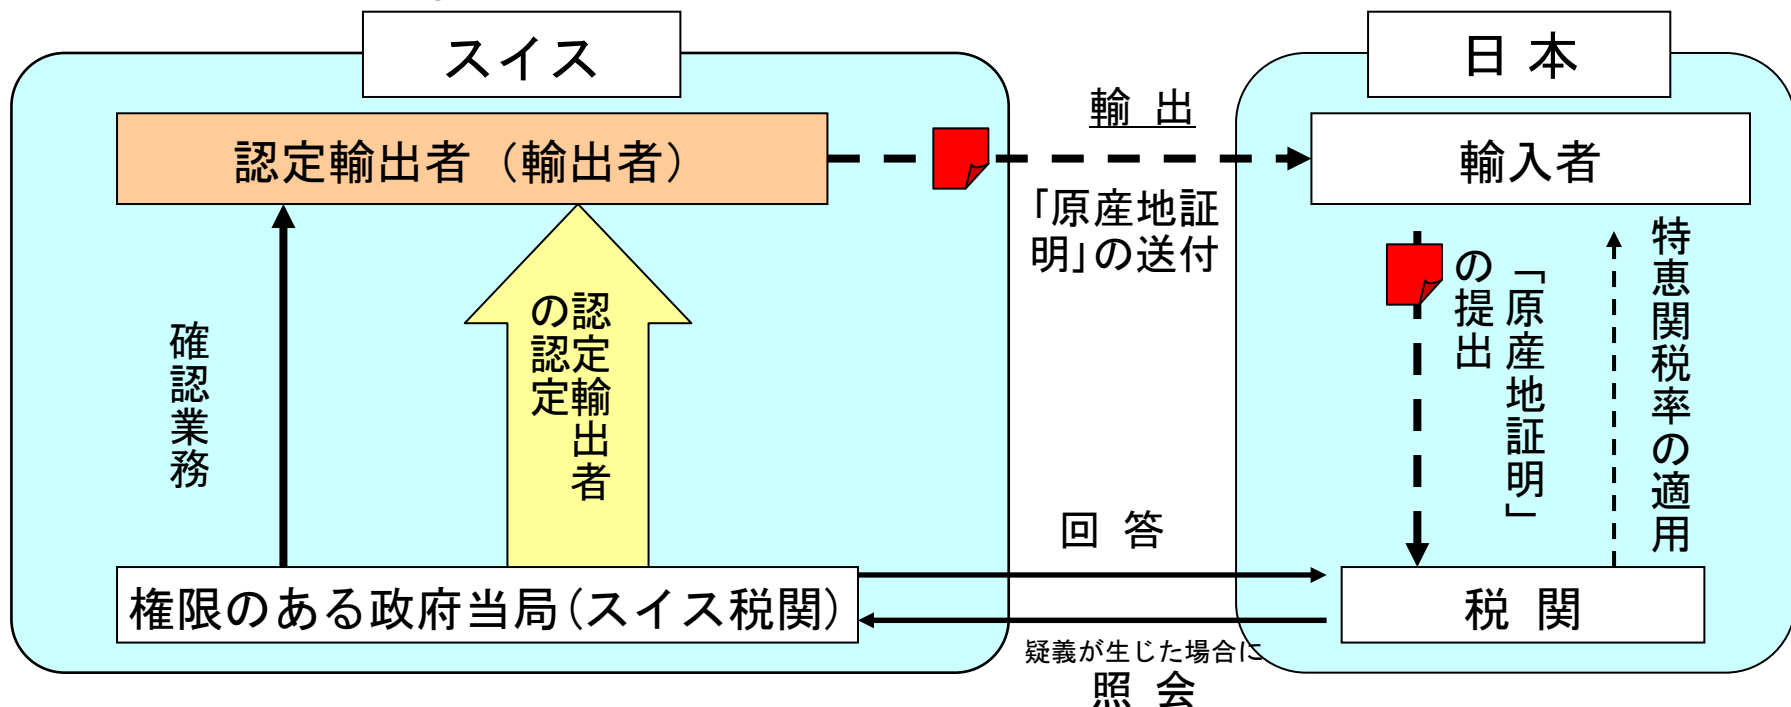 スイス
日 本
認定輸出者（輸出者）
輸 出
輸入者
「原産地証
明」の送付
確認業務
認定輸出者
の認定
「原産地証明」
の提出
特恵関税率の適用
回 答
権限のある政府当局（スイス税関）
税 関
疑義が生じた場合に
照 会